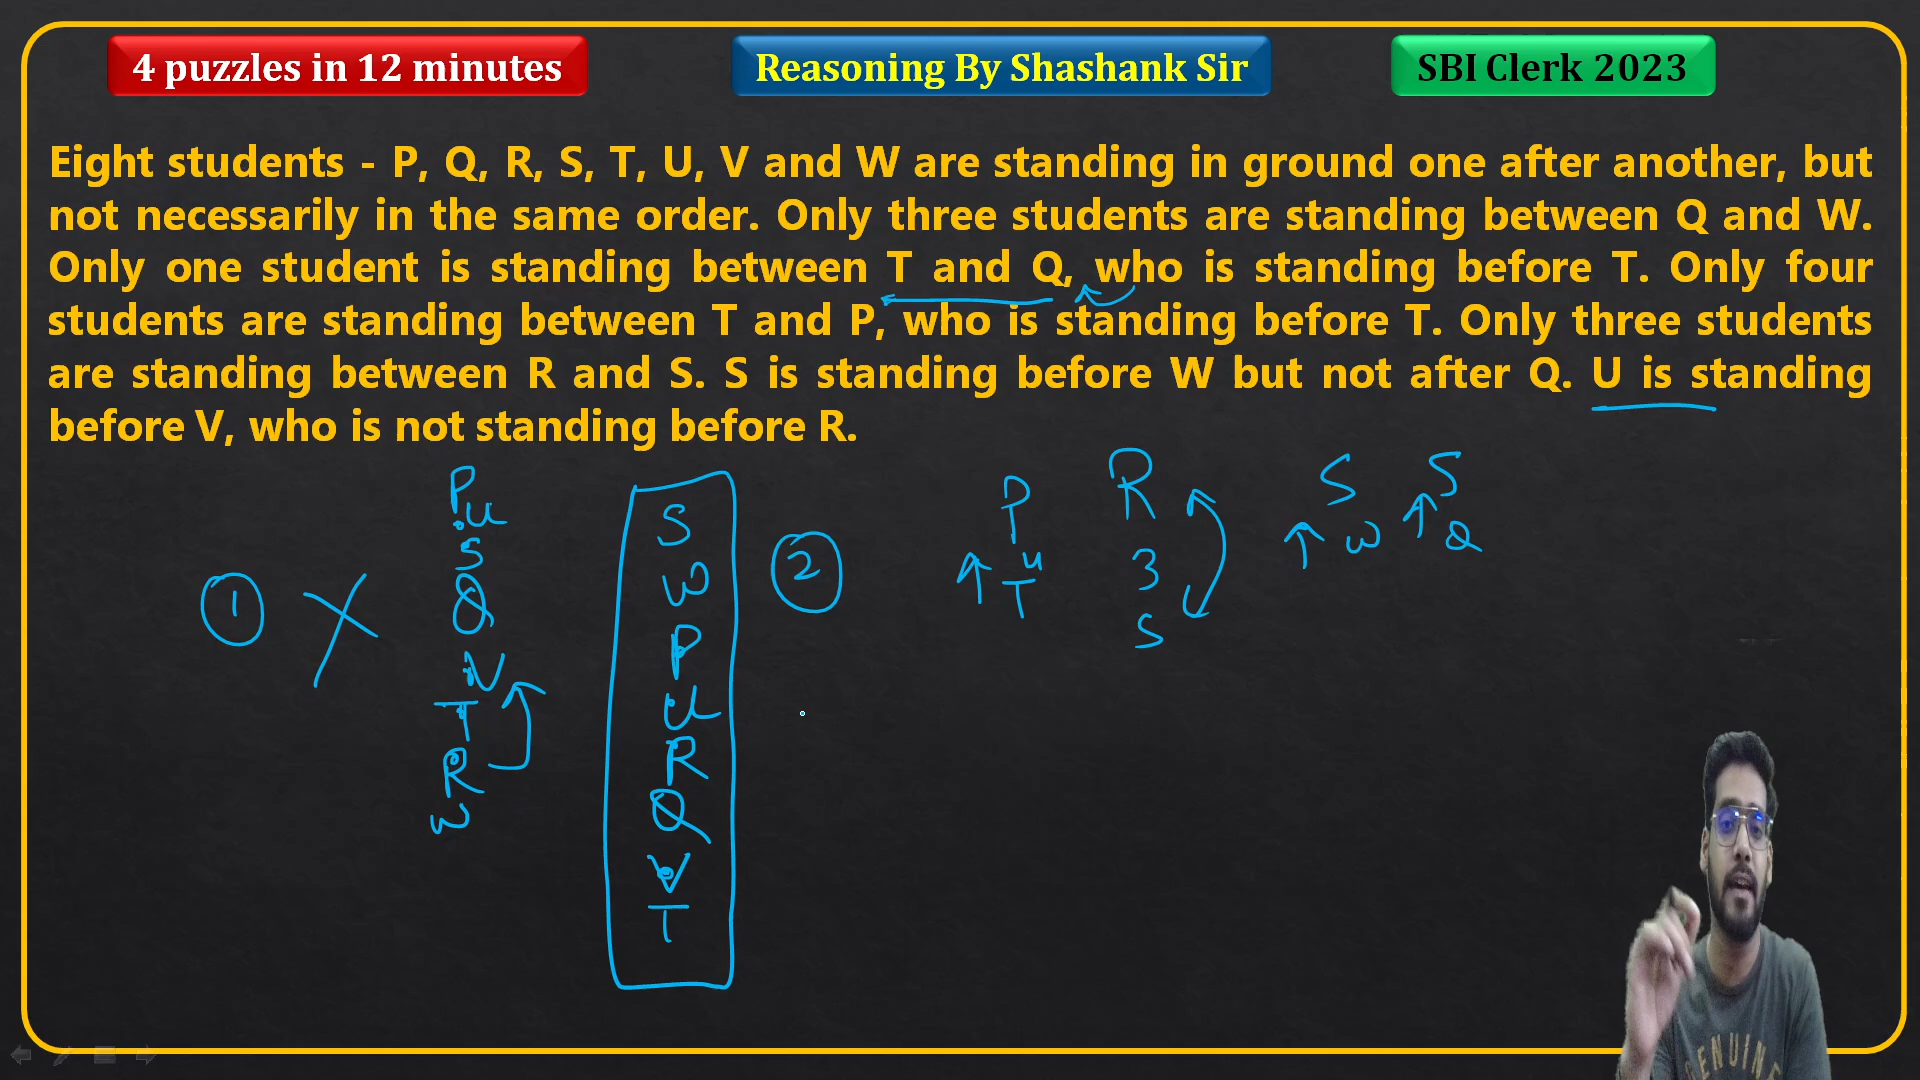 4 puzzles in 12 minutes
Reasoning By Shashank Sir
SBI Clerk 2023
Eight students - P, Q, R, S, T, U, V and W are standing in ground one after another, but
not necessarily in the same order. Only three students are standing between Q and W.
Only one student is standing between T and Q, who is standing before T. Only four
students are standing between T and P, who is standing before T. Only three students
are standing between R and S. S is standing before W but not after Q. U is standing
before V, who is not standing before R.
1
P
U
S
Q
V
T
R
W
S
W
P
U
R
Q
V
T
2
P
U
T
R
3
S
S
W
S
Q
GENUINE